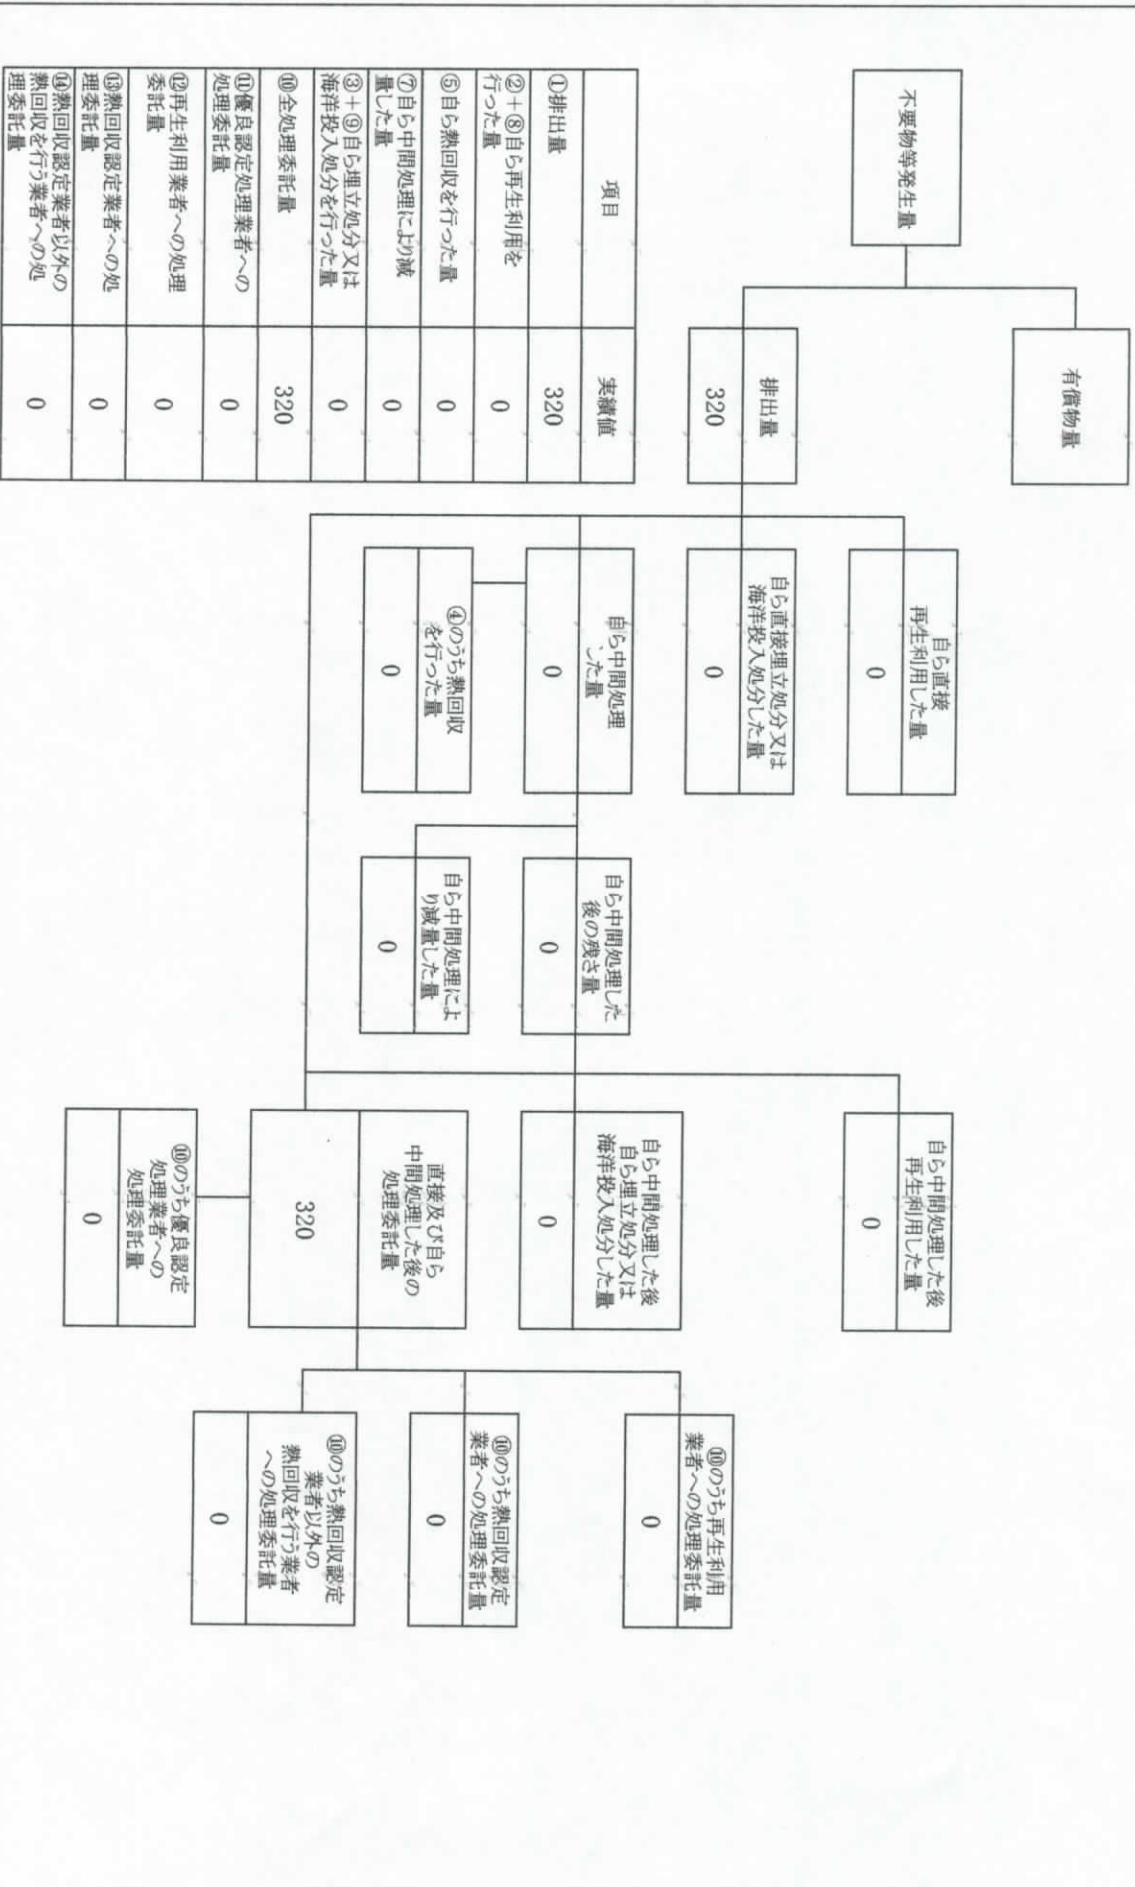 有償物量
不要物等発生量
排出量
320
自ら直接
再生利用した量
0
自ら直接埋立処分又は
海洋投入処分した量
0
自ら中間処理
した量
0
④のうち熱回収
を行った量
0
自ら中間処理した
後の残さ量
0
自ら中間処理によ
り減量した量
0
自ら中間処理した後
再生利用した量
0
自ら中間処理した後
自ら埋立処分又は
海洋投入処分した量
0
直接及び自ら
中間処理した後の
処理委託量
320
⑩のうち優良認定
処理業者への
処理委託量
0
⑩のうち再生利用
業者への処理委託量
0
⑩のうち熱回収認定
業者への処理委託量
0
⑩のうち熱回収認定
業者以外の
熱回収を行う業者
への処理委託量
0
項目 実績値
①排出量 320
②+⑧自ら再生利用を
行った量 0
⑤自ら熱回収を行った量 0
⑦自ら中間処理により減
量した量 0
③+⑨自ら埋立処分又は
海洋投入処分を行った量 0
⑩全処理委託量 320
⑪優良認定処理業者への
処理委託量 0
⑫再生利用業者への処理
委託量 0
⑬熱回収認定業者への処
理委託量 0
⑭熱回収認定業者以外の
熱回収を行う業者への処
理委託量 0